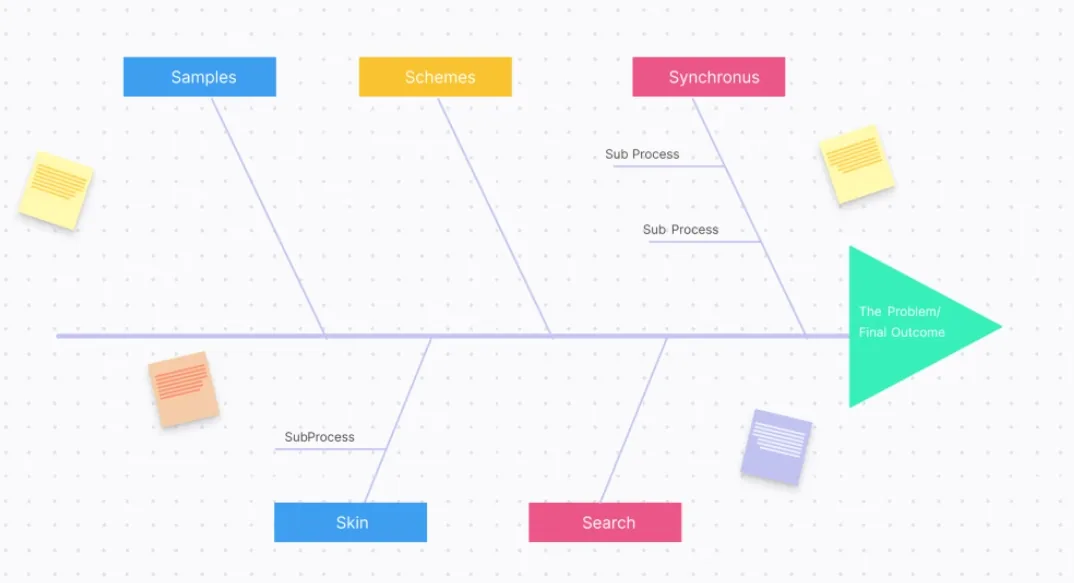 Samples
Schemes
Synchronus
Sub Process
Sub Process
The Problem/
Final Outcome
SubProcess
Skin
Search